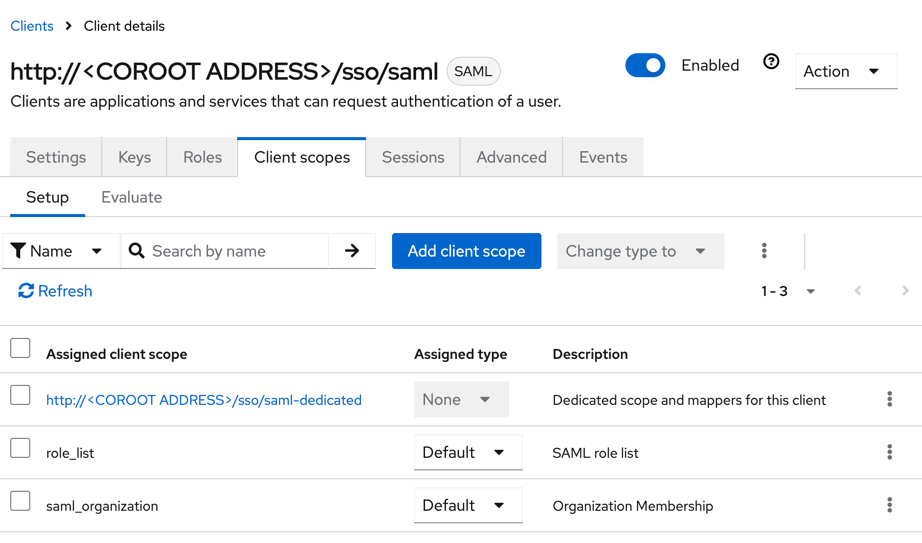 Clients > Client details
http://<COROOT ADDRESS>/sso/saml SAML Enabled Action
Clients are applications and services that can request authentication of a user.
Settings Keys Roles Client scopes Sessions Advanced Events
Setup Evaluate
Name Search by name Add client scope Change type to
Refresh 1 - 3
Assigned client scope Assigned type Description
http://<COROOT ADDRESS>/sso/saml-dedicated None Dedicated scope and mappers for this client
role_list Default SAML role list
saml_organization Default Organization Membership